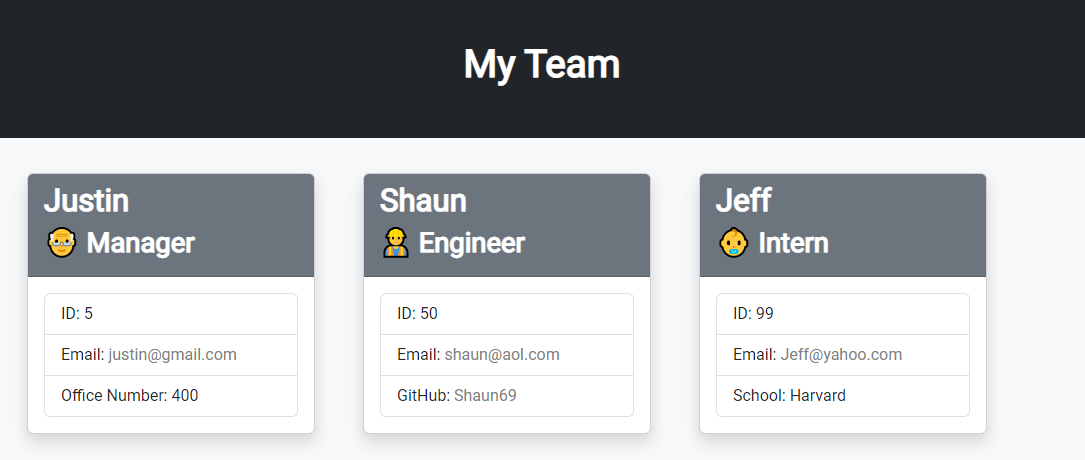 My Team
Justin
Manager
ID: 5
Email: justin@gmail.com
Office Number: 400
Shaun
Engineer
ID: 50
Email: shaun@aol.com
GitHub: Shaun69
Jeff
Intern
ID: 99
Email: Jeff@yahoo.com
School: Harvard